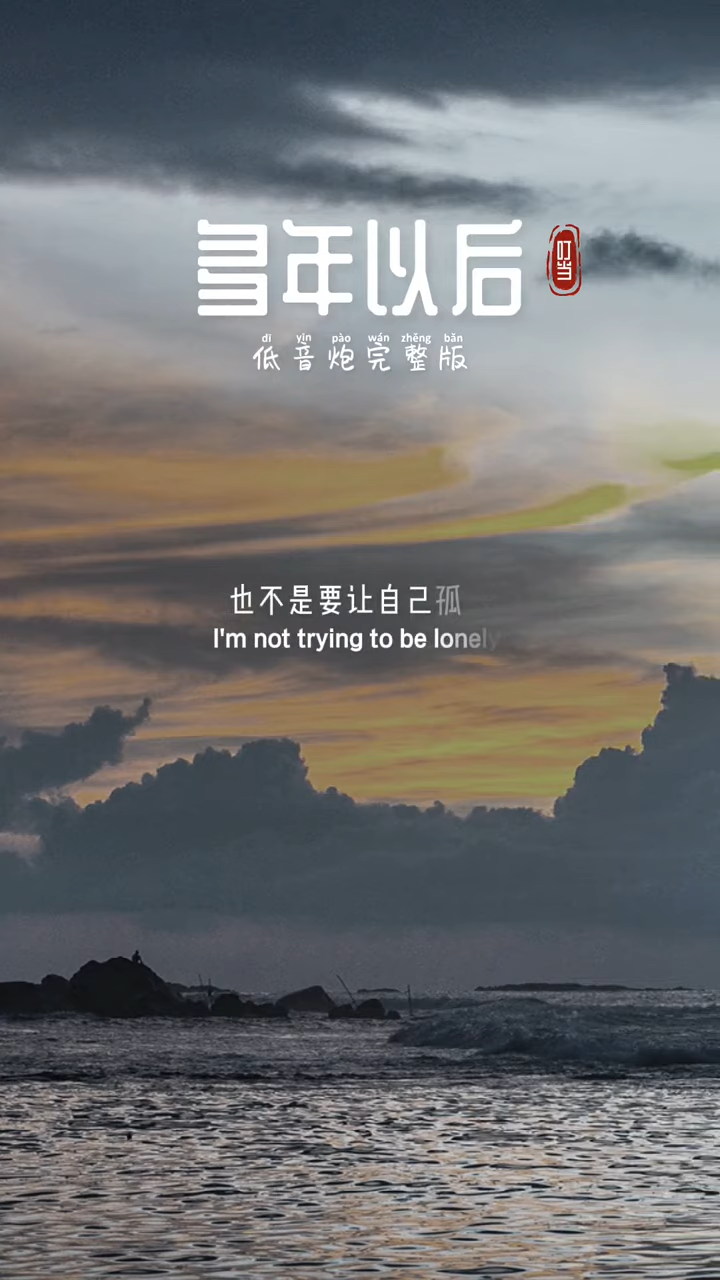 多年以后
叮当
dī yīn pào wán zhěng bǎn
低音炮完整版
也不是要让自己孤
I'm not trying to be lonely